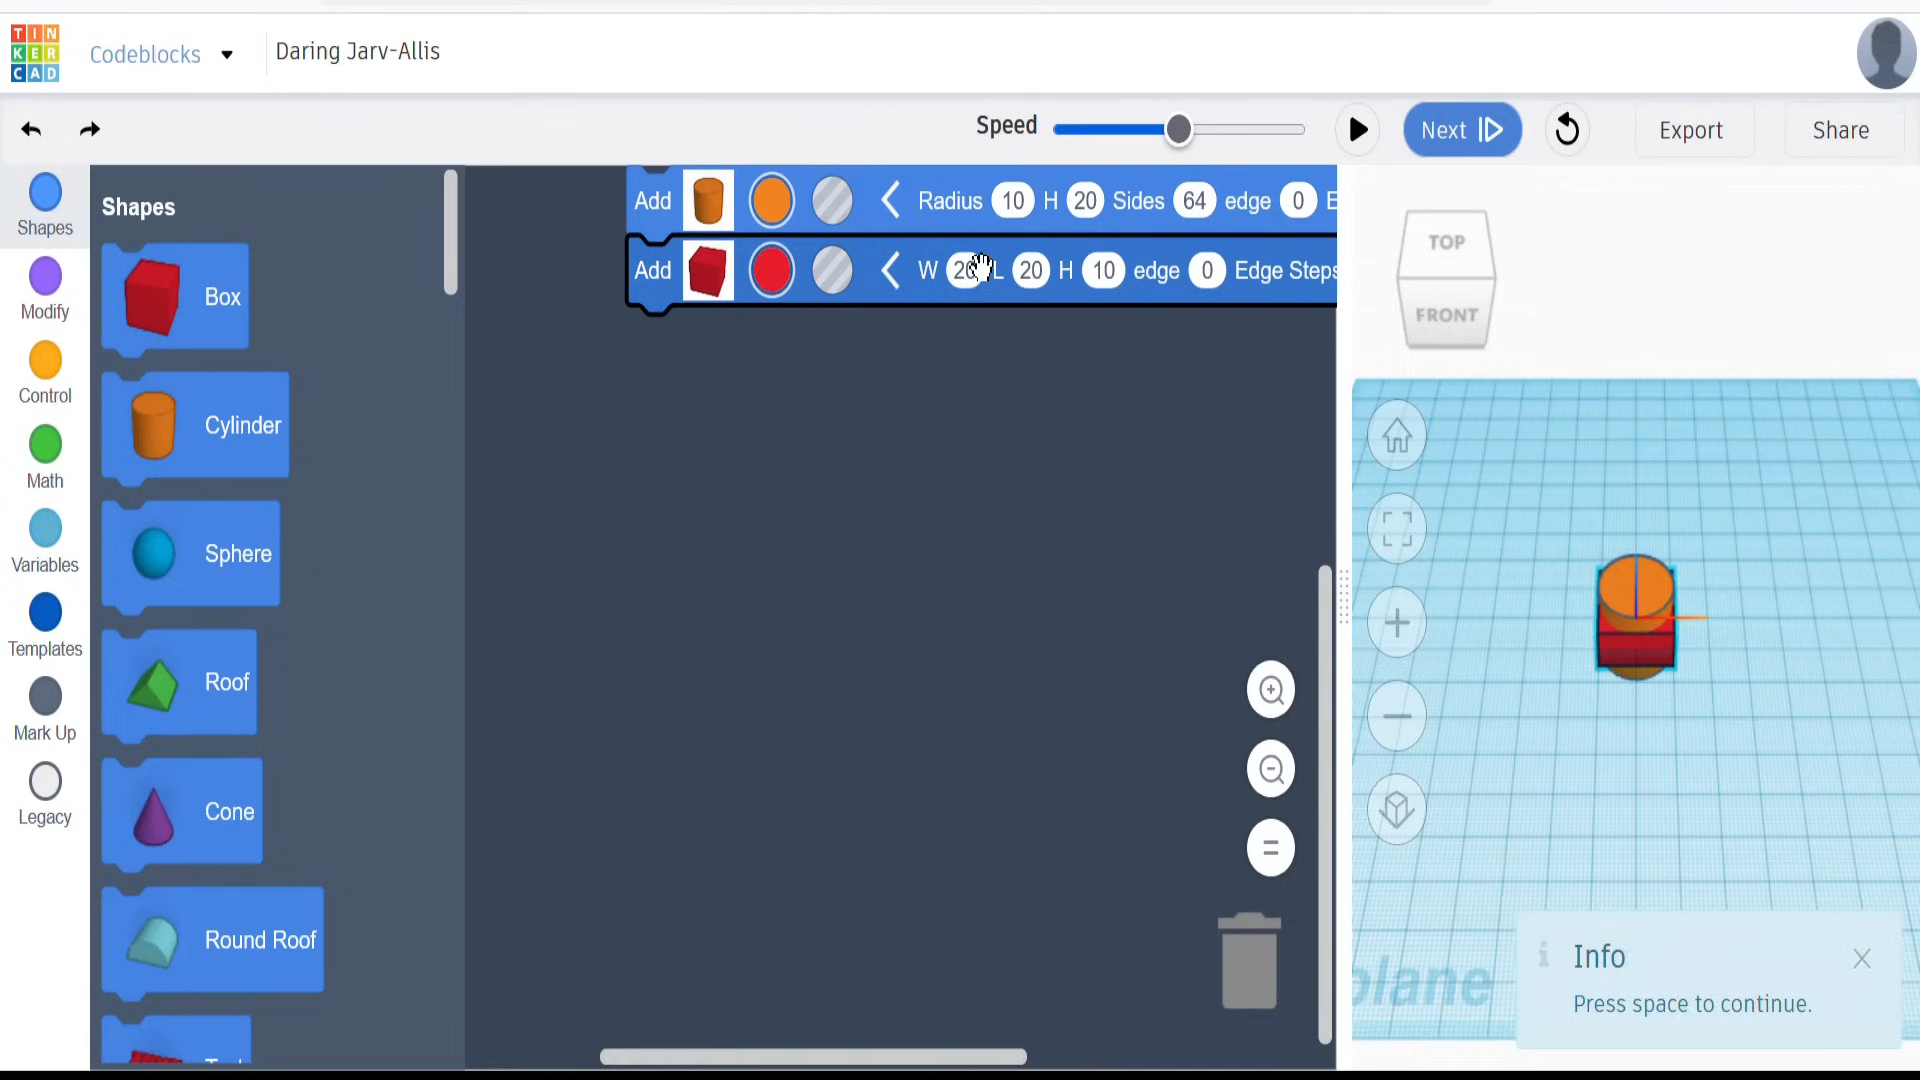 TIN
KER
CAD
Codeblocks
Daring Jarv-Allis
Speed
Next
Export
Share
Shapes
Modify
Control
Math
Variables
Templates
Mark Up
Legacy
Shapes
Box
Cylinder
Sphere
Roof
Cone
Round Roof
Add Radius 10 H 20 Sides 64 edge 0 E
Add W 20 L 20 H 10 edge 0 Edge Steps
TOP
FRONT
plane
Info
Press space to continue.